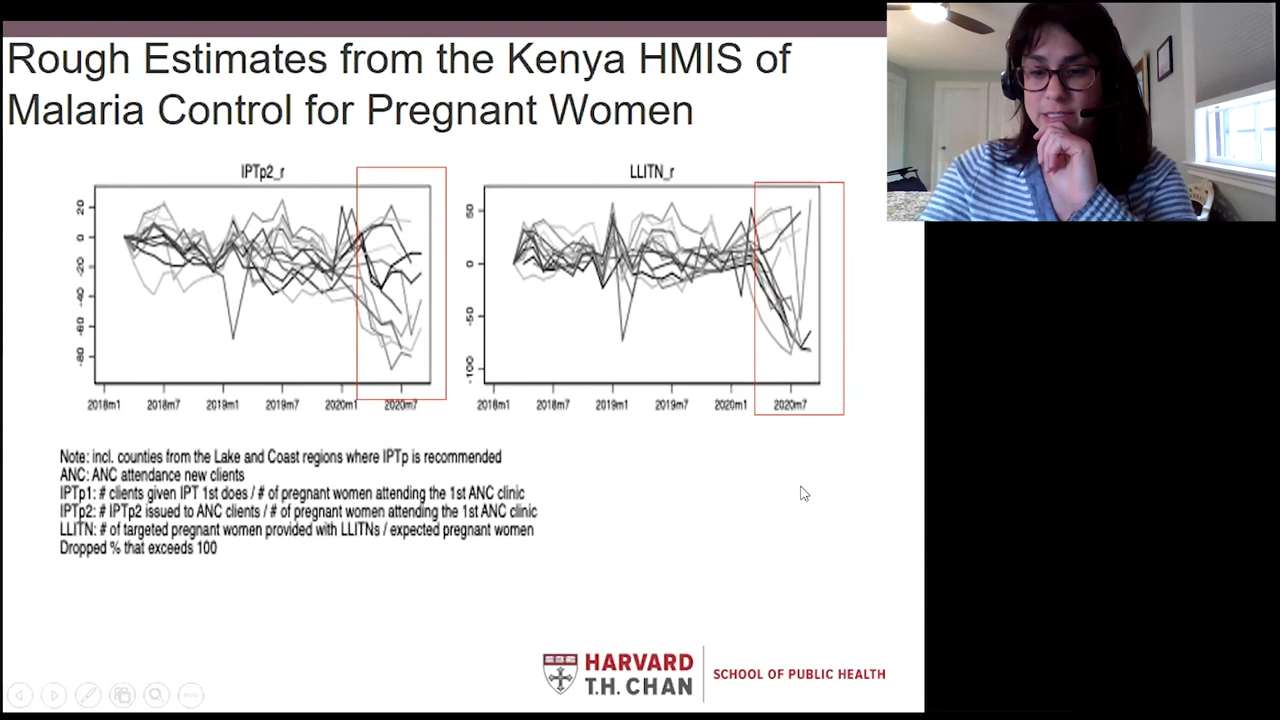 Rough Estimates from the Kenya HMIS of
Malaria Control for Pregnant Women
IPTp2_r
20
0
-20
-40
-60
-80
2018m1 2018m7 2019m1 2019m7 2020m1 2020m7
LLITN_r
50
0
-50
-100
2018m1 2018m7 2019m1 2019m7 2020m1 2020m7
Note: incl. counties from the Lake and Coast regions where IPTp is recommended
ANC: ANC attendance new clients
IPTp1: # clients given IPT 1st does / # of pregnant women attending the 1st ANC clinic
IPTp2: # IPTp2 issued to ANC clients / # of pregnant women attending the 1st ANC clinic
LLITN: # of targeted pregnant women provided with LLITNs / expected pregnant women
Dropped % that exceeds 100
HARVARD
T.H. CHAN
SCHOOL OF PUBLIC HEALTH